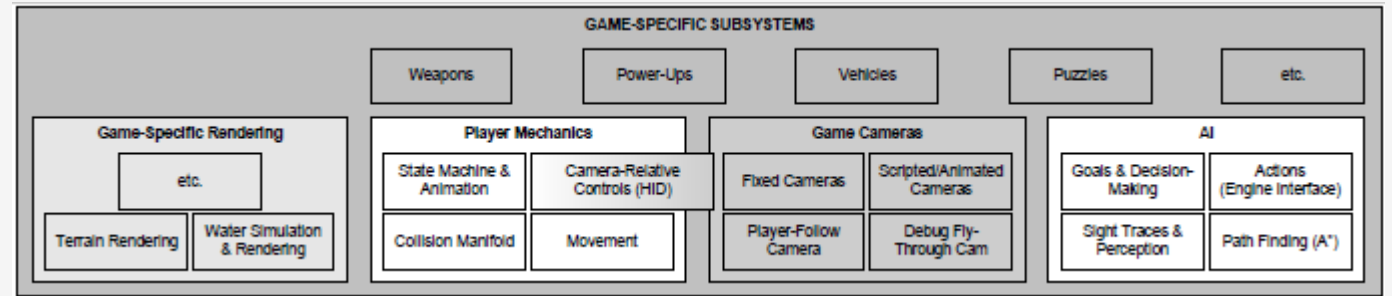 GAME-SPECIFIC SUBSYSTEMS
Weapons
Power-Ups
Vehicles
Puzzles
etc.
Game-Specific Rendering
etc.
Terrain Rendering
Water Simulation
& Rendering
Player Mechanics
State Machine &
Animation
Camera-Relative
Controls (HID)
Collision Manifold
Movement
Game Cameras
Fixed Cameras
Scripted/Animated
Cameras
Player-Follow
Camera
Debug Fly-
Through Cam
AI
Goals & Decision-
Making
Actions
(Engine Interface)
Sight Traces &
Perception
Path Finding (A*)